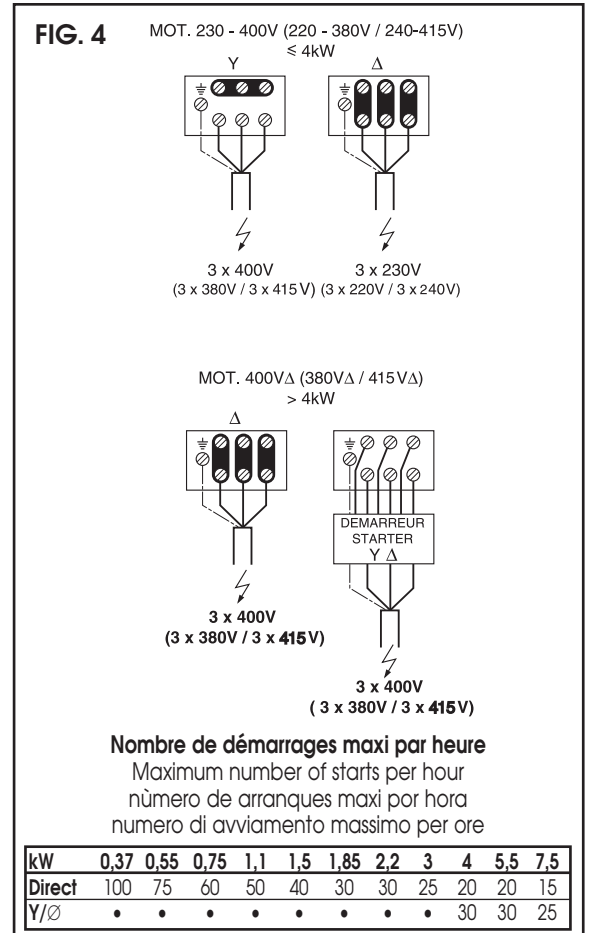 FIG. 4
MOT. 230 - 400V (220 - 380V / 240-415V)
≤ 4kW
Y Δ
3 x 400V 3 x 230V
(3 x 380V / 3 x 415V) (3 x 220V / 3 x 240V)
MOT. 400VΔ (380VΔ / 415VΔ)
> 4kW
Δ
DEMARREUR
STARTER
Y Δ
3 x 400V
(3 x 380V / 3 x 415V)
3 x 400V
( 3 x 380V / 3 x 415V)
Nombre de démarrages maxi par heure
Maximum number of starts per hour
nùmero de arranques maxi por hora
numero di avviamento massimo per ore
kW 0,37 0,55 0,75 1,1 1,5 1,85 2,2 3 4 5,5 7,5
Direct 100 75 60 50 40 30 30 25 20 20 15
Y/∅ • • • • • • • • 30 30 25